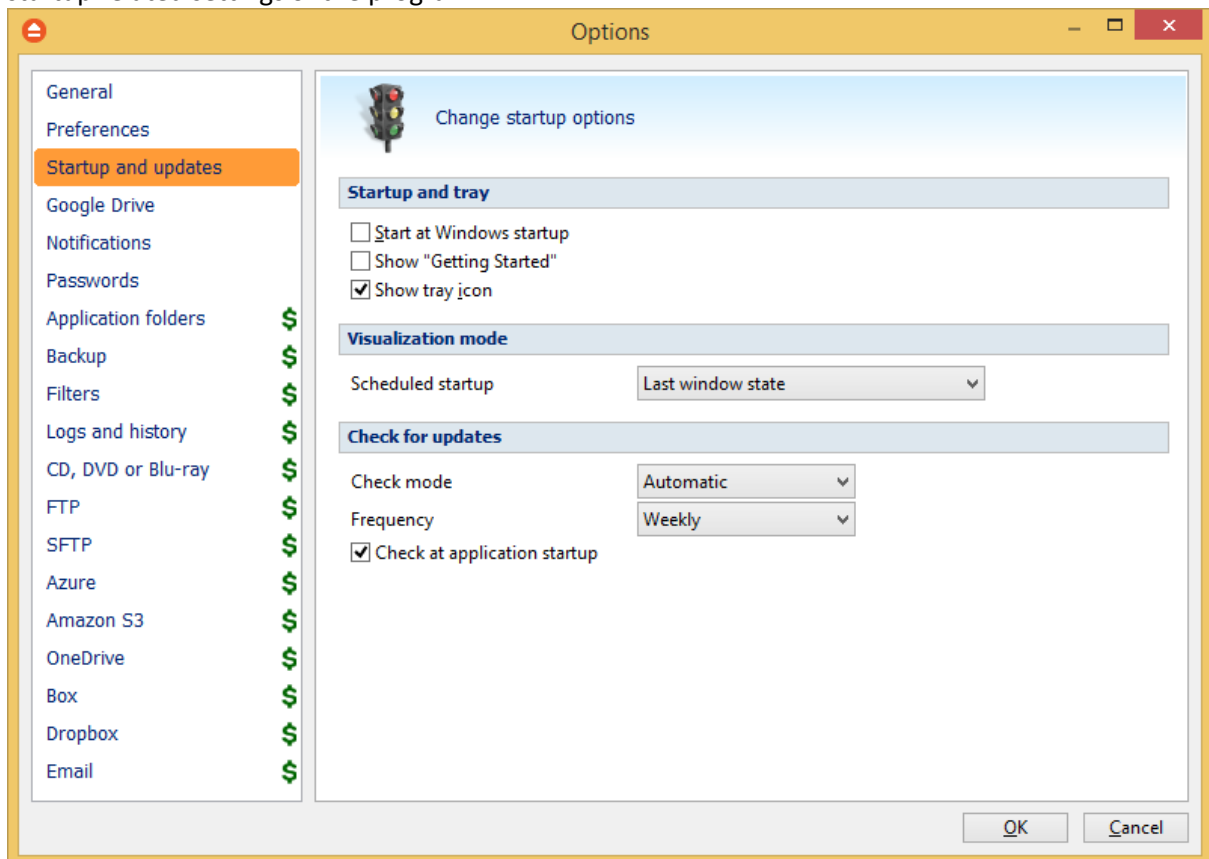 Options
General
Preferences
Startup and updates
Google Drive
Notifications
Passwords
Application folders $
Backup $
Filters $
Logs and history $
CD, DVD or Blu-ray $
FTP $
SFTP $
Azure $
Amazon S3 $
OneDrive $
Box $
Dropbox $
Email $
Change startup options
Startup and tray
Start at Windows startup
Show "Getting Started"
Show tray icon
Visualization mode
Scheduled startup Last window state
Check for updates
Check mode Automatic
Frequency Weekly
Check at application startup
OK Cancel